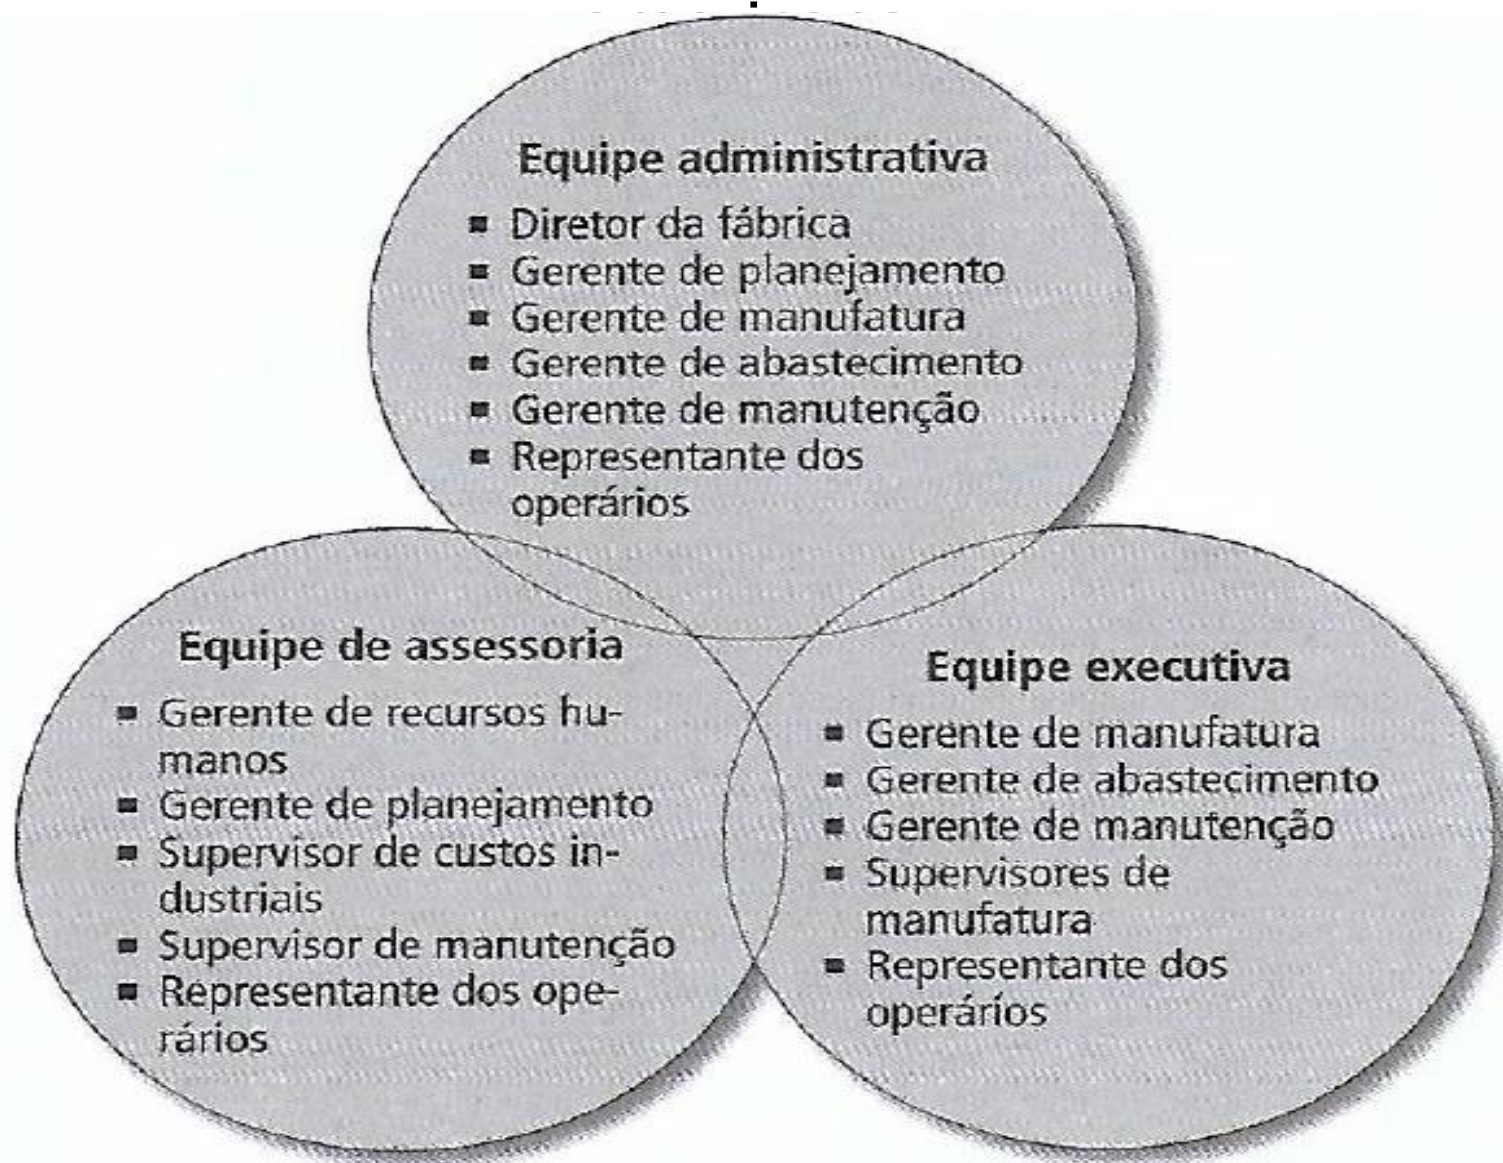 Equipe administrativa
▪ Diretor da fábrica
▪ Gerente de planejamento
▪ Gerente de manufatura
▪ Gerente de abastecimento
▪ Gerente de manutenção
▪ Representante dos
operários
Equipe de assessoria
▪ Gerente de recursos hu-
manos
▪ Gerente de planejamento
▪ Supervisor de custos in-
dustriais
▪ Supervisor de manutenção
▪ Representante dos ope-
rários
Equipe executiva
▪ Gerente de manufatura
▪ Gerente de abastecimento
▪ Gerente de manutenção
▪ Supervisores de
manufatura
▪ Representante dos
operários